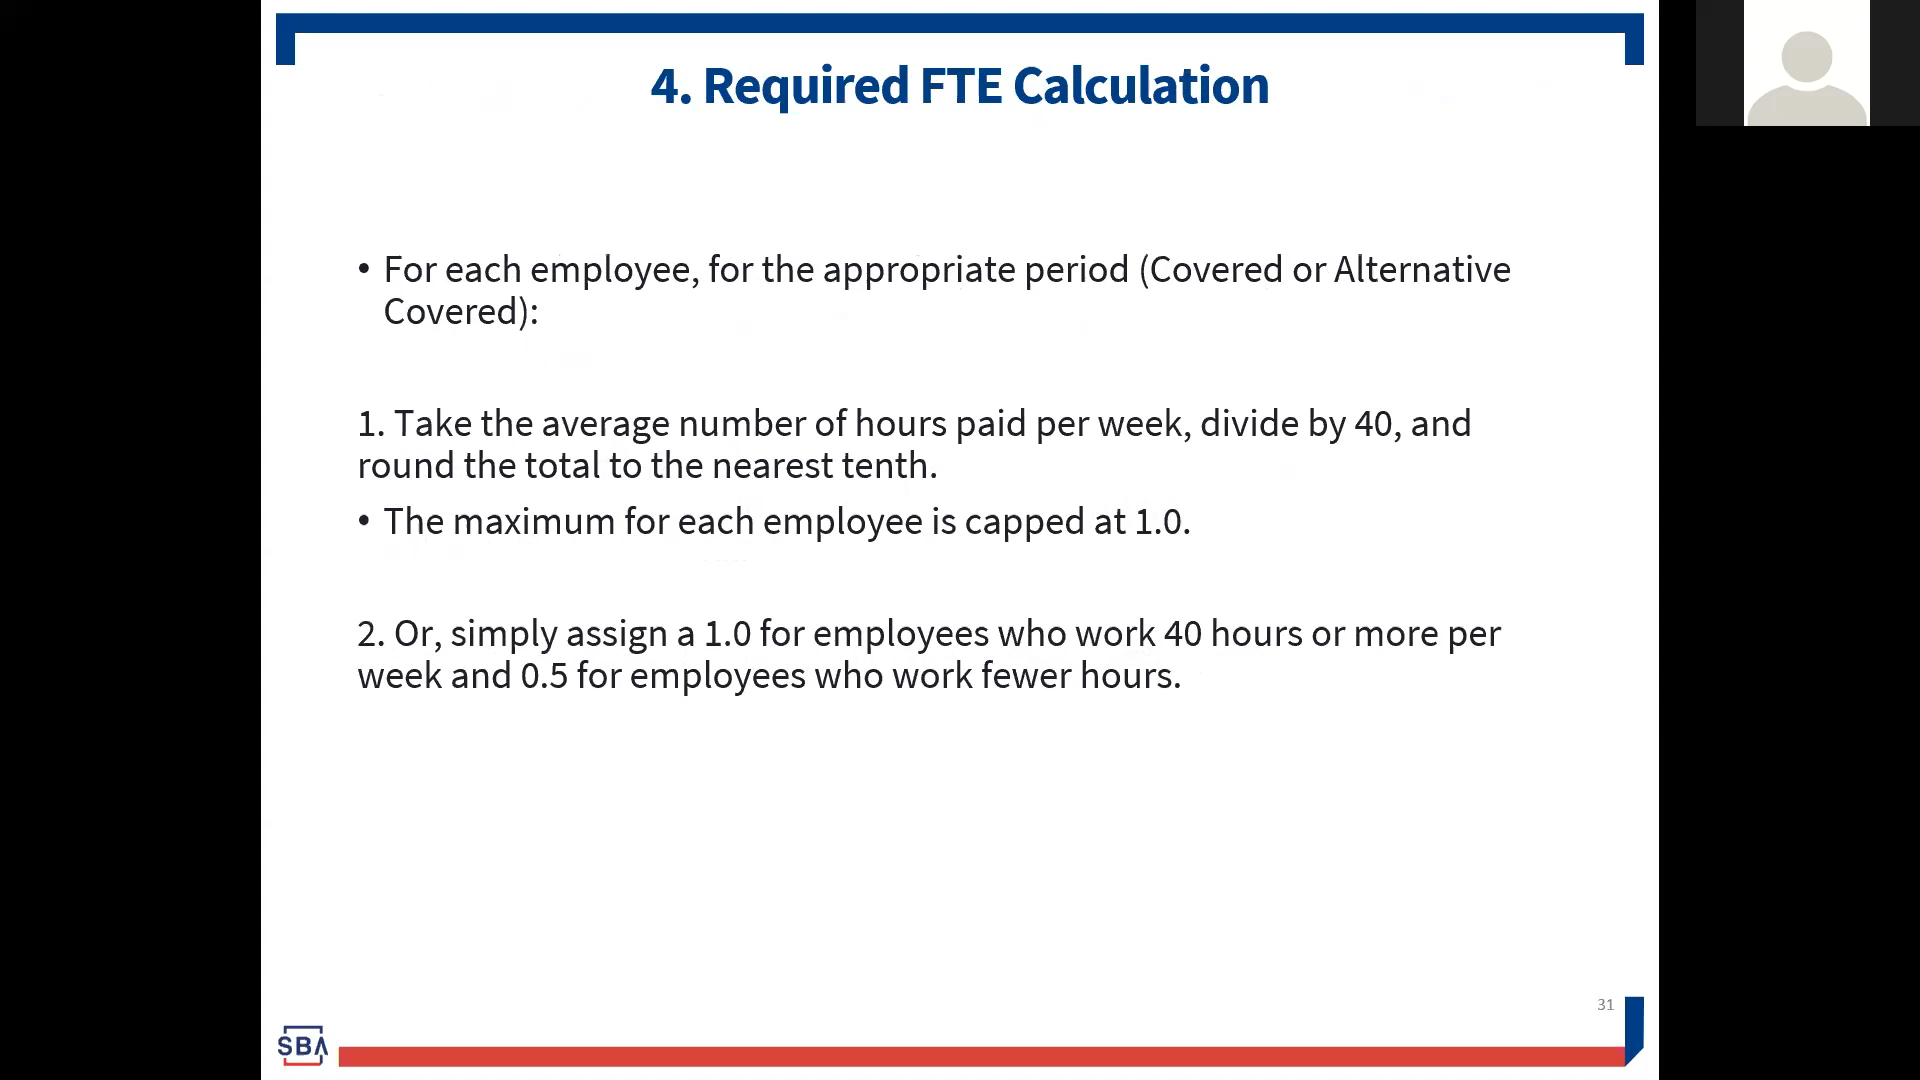 4. Required FTE Calculation
• For each employee, for the appropriate period (Covered or Alternative
Covered):
1. Take the average number of hours paid per week, divide by 40, and
round the total to the nearest tenth.
• The maximum for each employee is capped at 1.0.
2. Or, simply assign a 1.0 for employees who work 40 hours or more per
week and 0.5 for employees who work fewer hours.
31
SBA